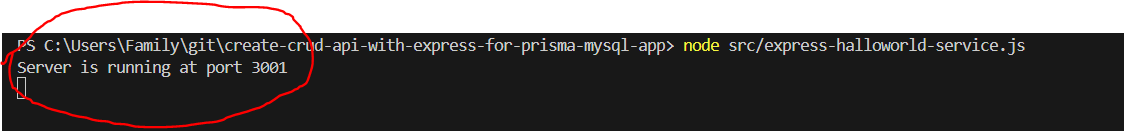 PS C:\Users\Family\git\create-crud-api-with-express-for-prisma-mysql-app> node src/express-halloworld-service.js
Server is running at port 3001